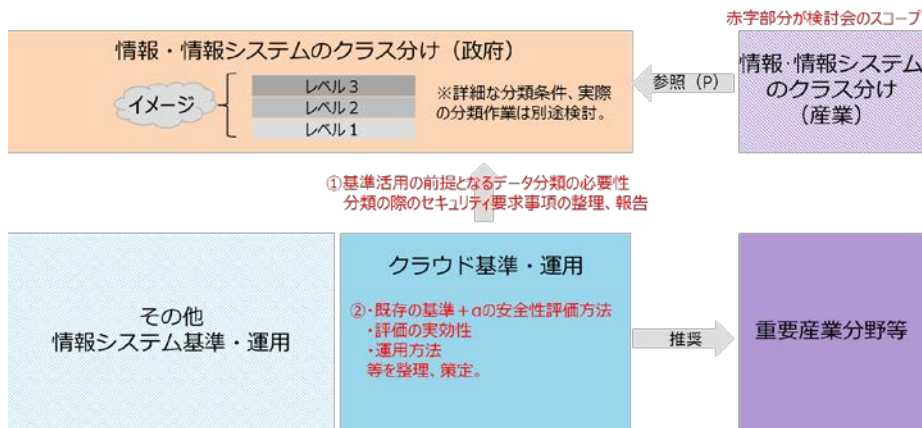 赤字部分が検討会のスコープ
情報・情報システムのクラス分け（政府）
イメージ
レベル３
レベル２
レベル１
※詳細な分類条件、実際
の分類作業は別途検討。
参照（P）
情報・情報システム
のクラス分け
（産業）
①基準活用の前提となるデータ分類の必要性
分類の際のセキュリティ要求事項の整理、報告
その他
情報システム基準・運用
クラウド基準・運用
②・既存の基準＋αの安全性評価方法
・評価の実効性
・運用方法
等を整理、策定。
推奨
重要産業分野等